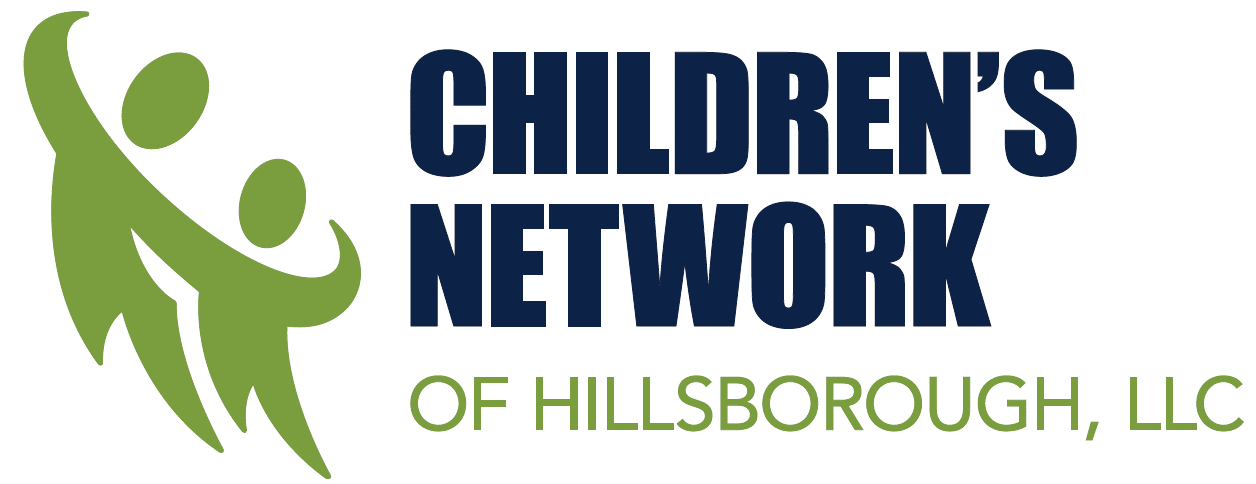 CHILDREN’S
NETWORK
OF HILLSBOROUGH, LLC